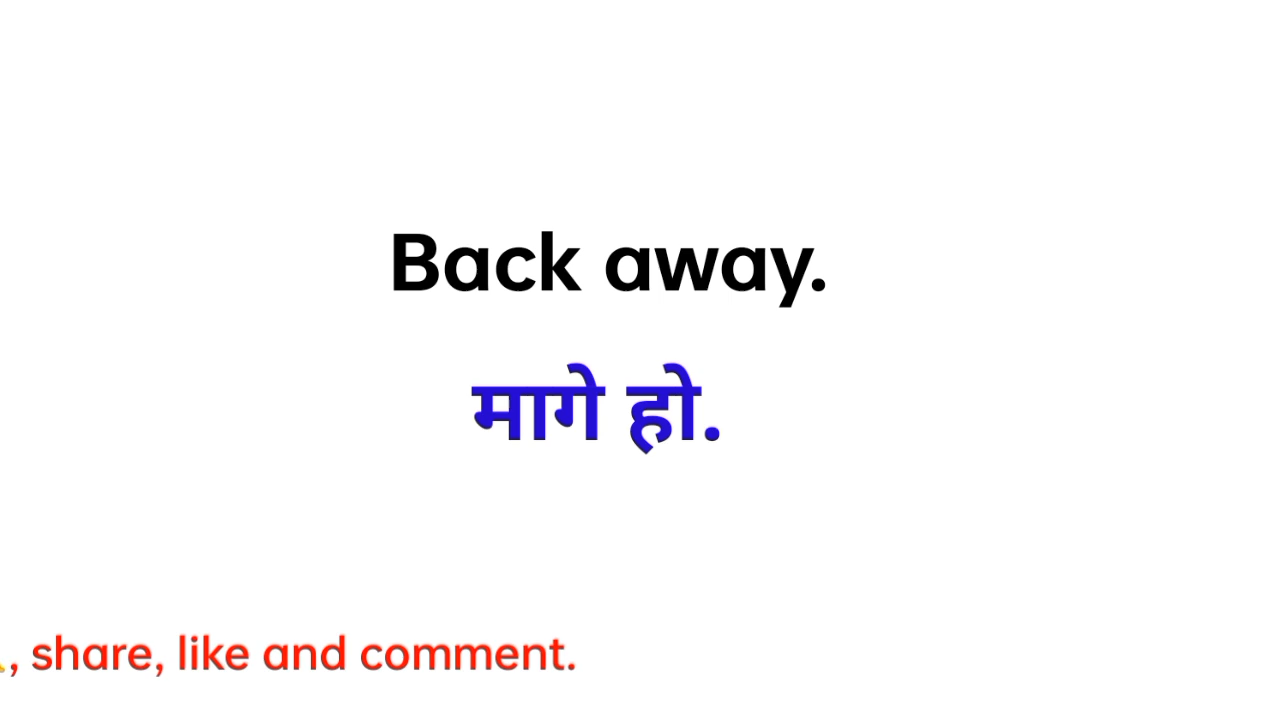 Back away.
मागे हो.
, share, like and comment.